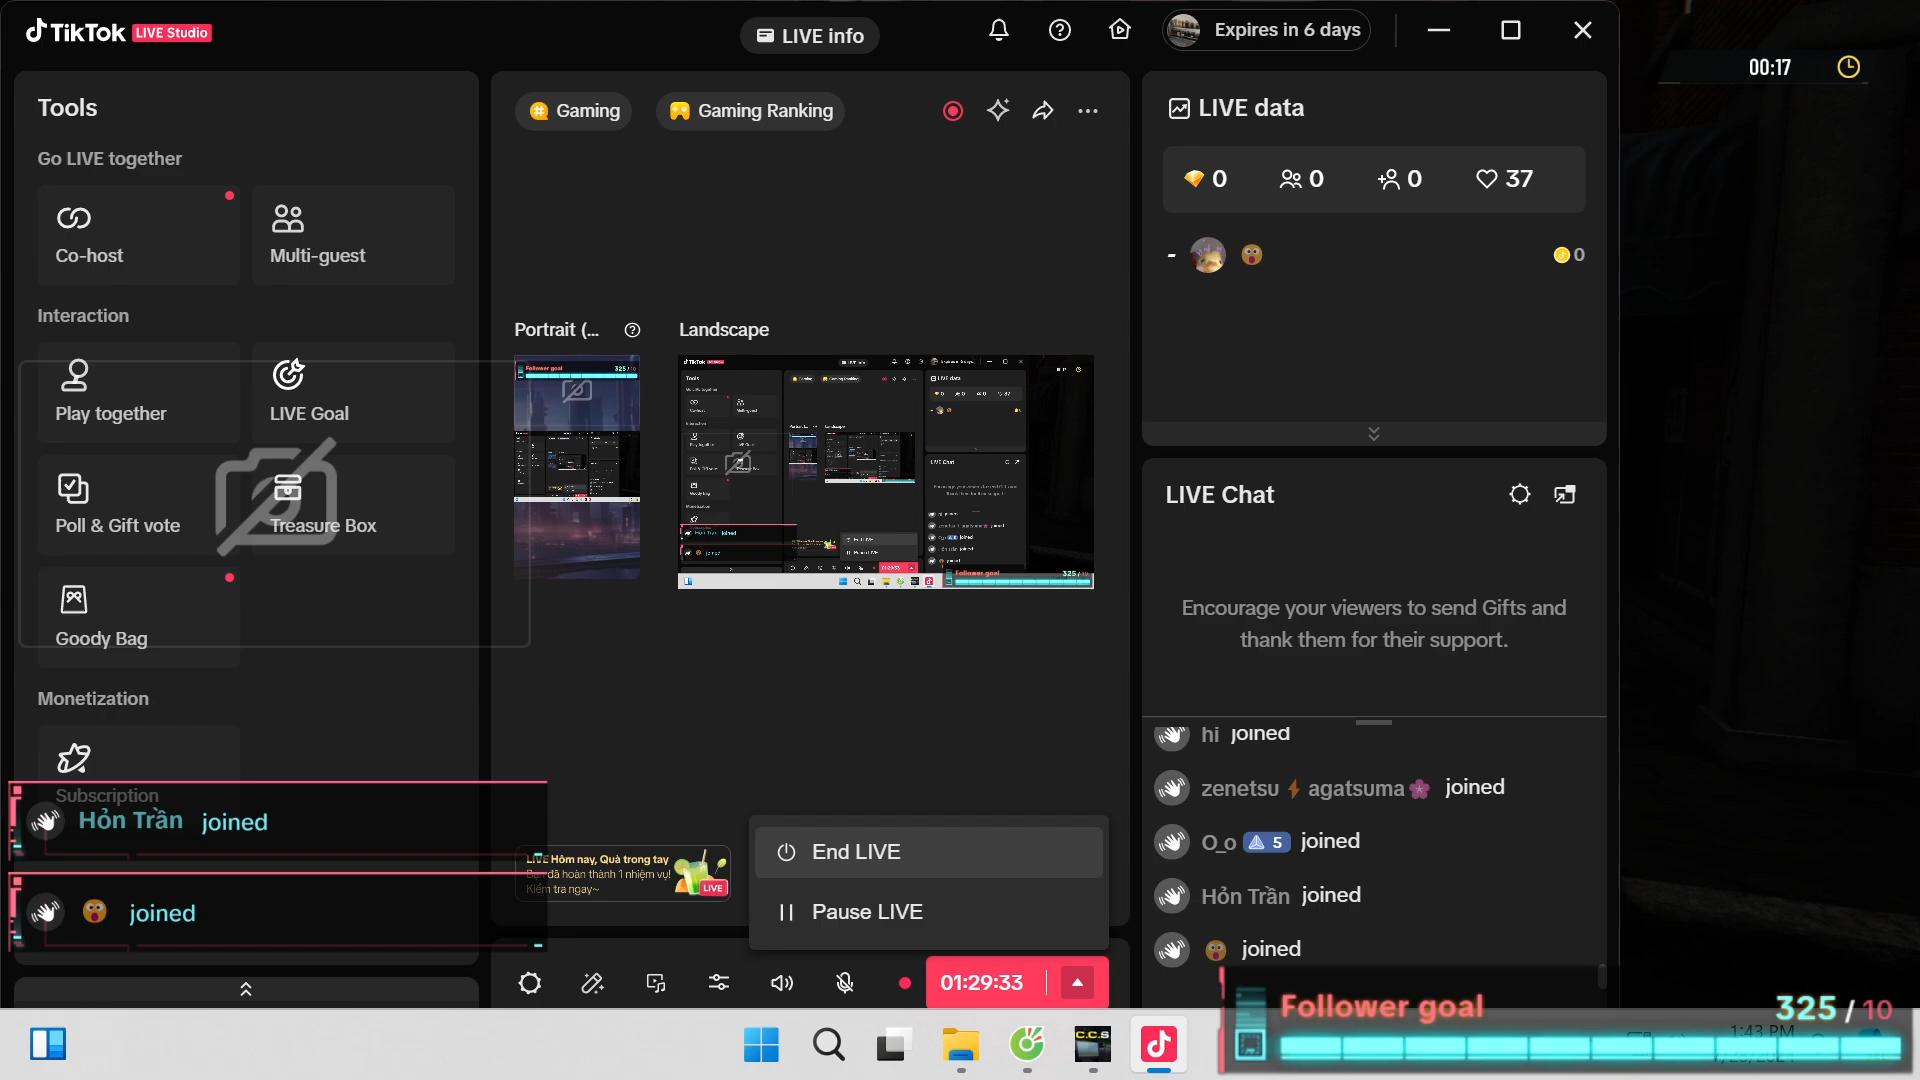 TikTok LIVE Studio
LIVE info
Expires in 6 days
00:17
Tools
Go LIVE together
Co-host
Multi-guest
Interaction
Play together
LIVE Goal
Poll & Gift vote
Treasure Box
Goody Bag
Monetization
Subscription
Hỏn Trần joined
joined
Gaming
Gaming Ranking
Portrait (...
Landscape
LIVE Hôm nay, Quà trong tay
Bạn đã hoàn thành 1 nhiệm vụ!
Kiểm tra ngay~
LIVE
End LIVE
Pause LIVE
01:29:33
LIVE data
0
0
0
37
-
0
LIVE Chat
Encourage your viewers to send Gifts and
thank them for their support.
hi joined
zenetsu agatsuma joined
O_o 5 joined
Hỏn Trần joined
joined
Follower goal
325 / 10
C.C.S
1:43 PM